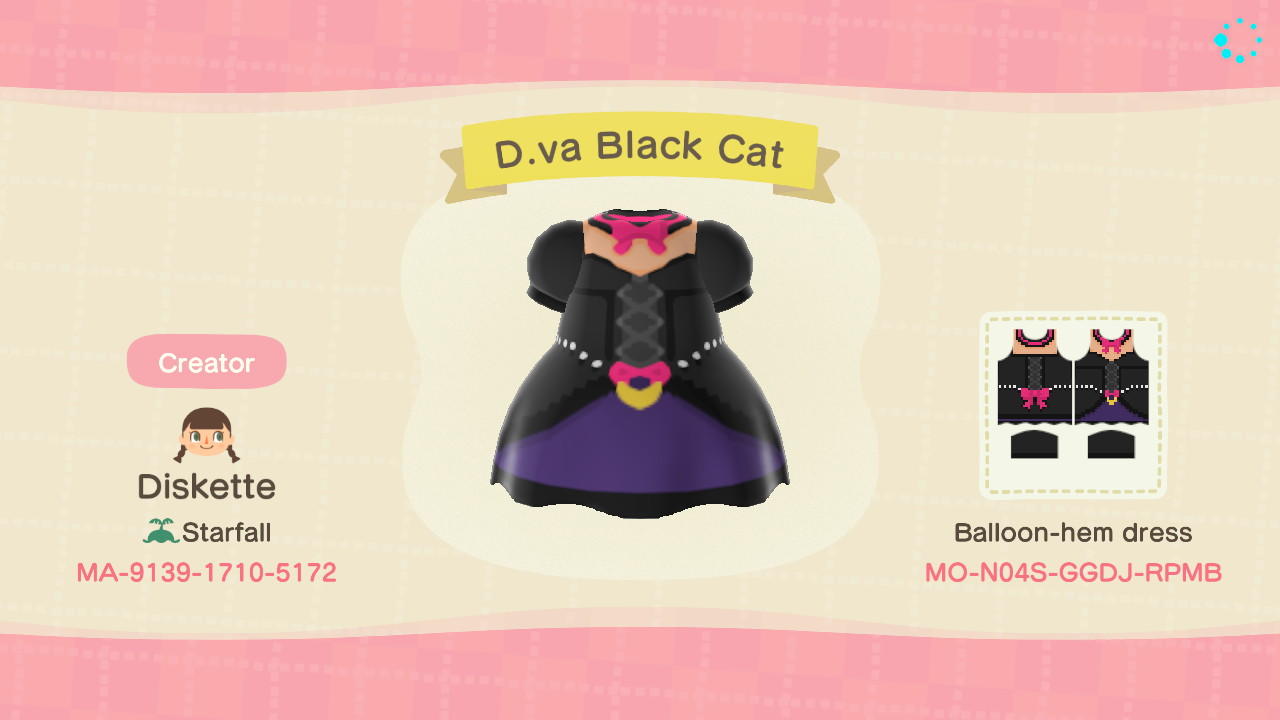 D.va Black Cat
Creator
Diskette
Starfall
MA-9139-1710-5172
Balloon-hem dress
MO-N04S-GGDJ-RPMB